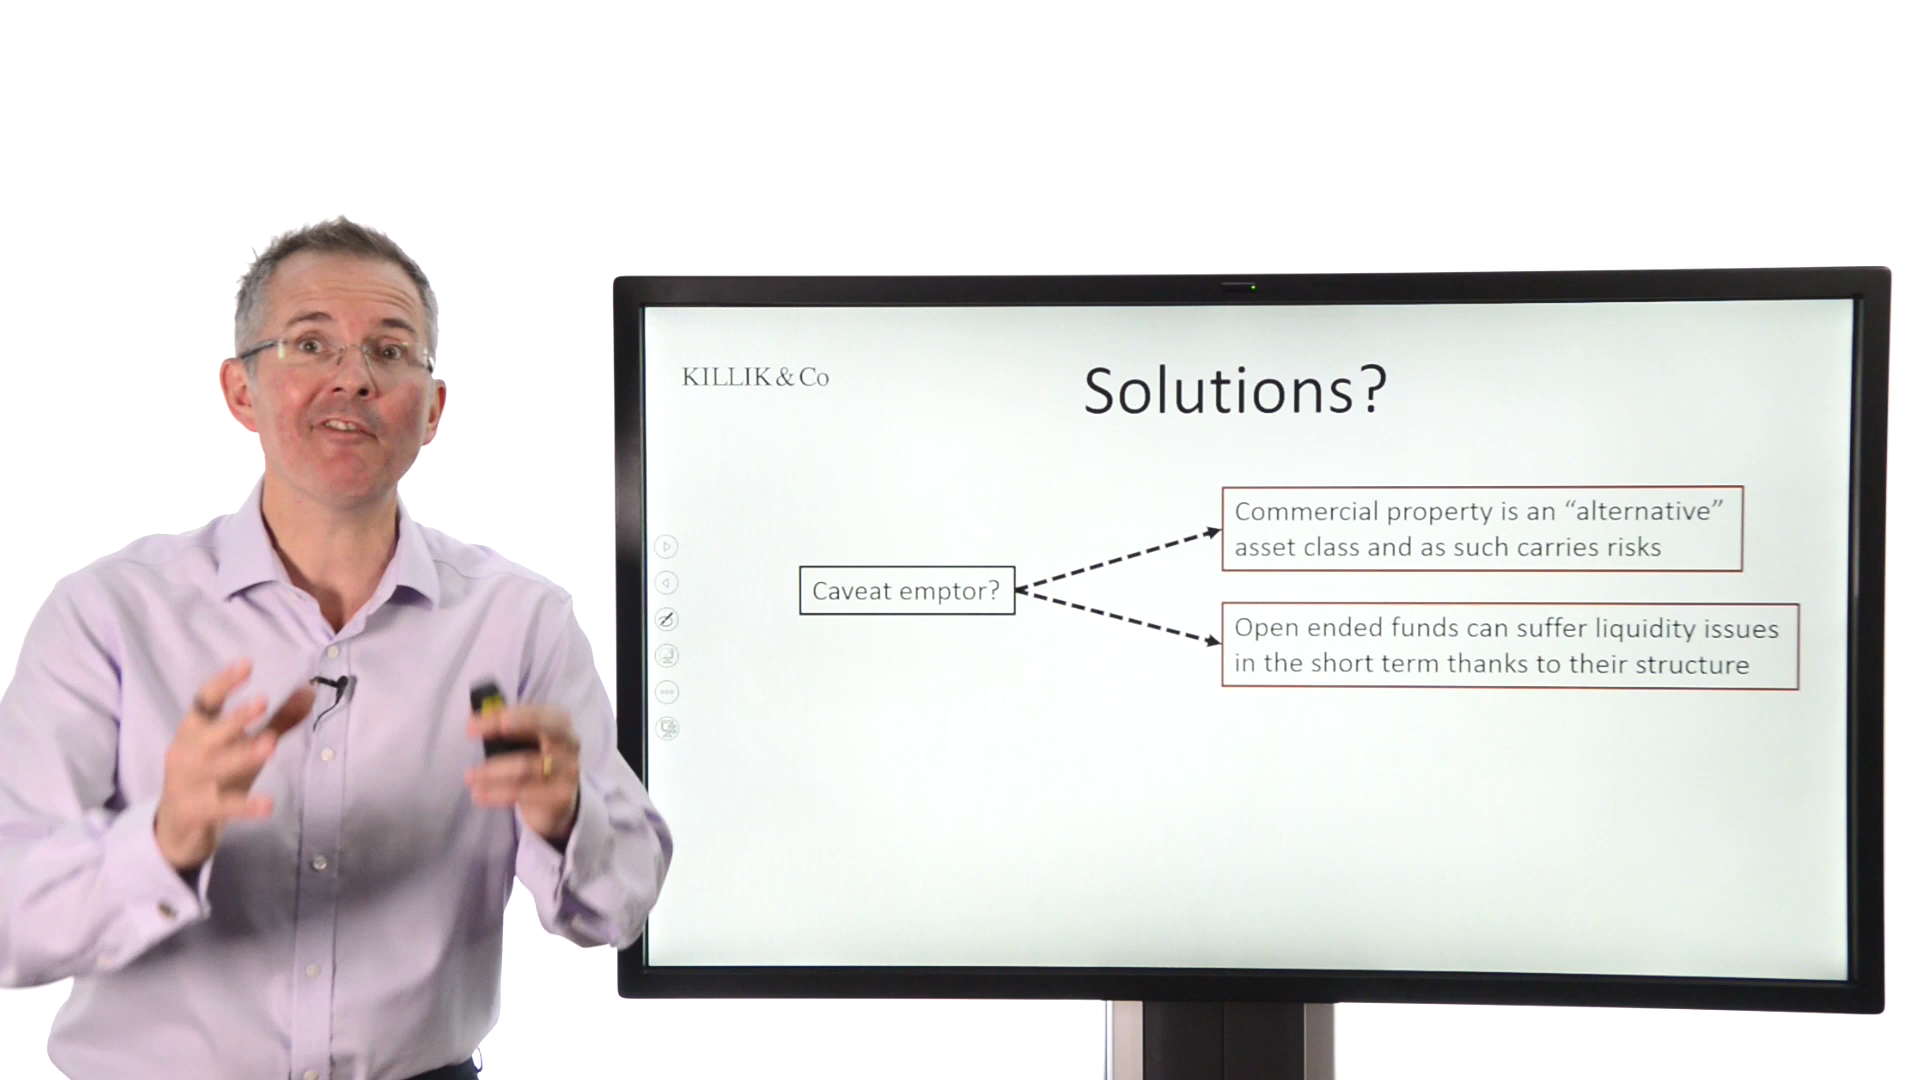 KILLIK & Co
Solutions?
Caveat emptor?
Commercial property is an “alternative”
asset class and as such carries risks
Open ended funds can suffer liquidity issues
in the short term thanks to their structure